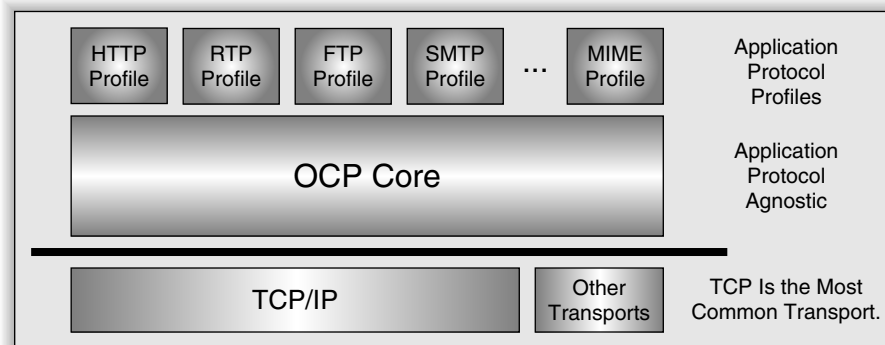 HTTP
Profile
RTP
Profile
FTP
Profile
SMTP
Profile
...
MIME
Profile
Application
Protocol
Profiles
OCP Core
Application
Protocol
Agnostic
TCP/IP
Other
Transports
TCP Is the Most
Common Transport.